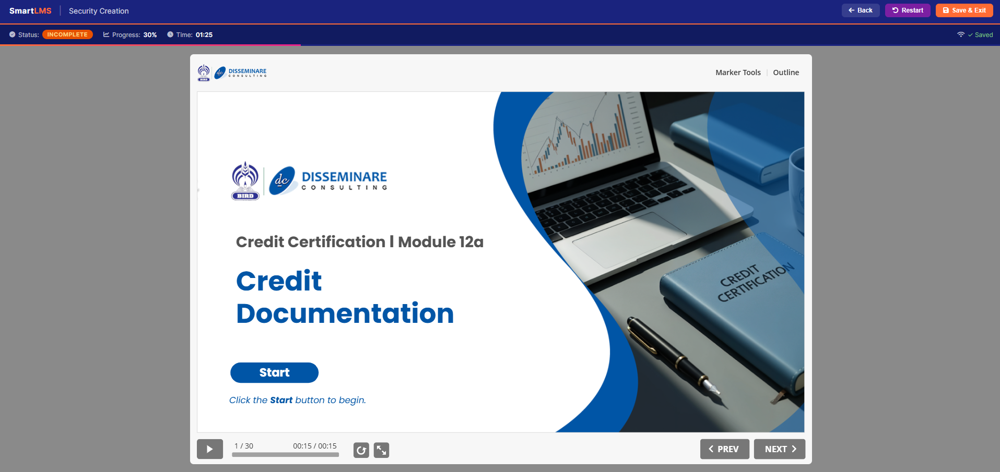 SmartLMS
Security Creation
Back
Restart
Save & Exit
Status: INCOMPLETE
Progress: 30%
Time: 01:25
Saved
BIRD
dc
DISSEMINARE
CONSULTING
Marker Tools
Outline
BIRD
dc
DISSEMINARE
CONSULTING
Credit Certification l Module 12a
Credit
Documentation
Start
Click the Start button to begin.
CREDIT
CERTIFICATION
1 / 30
00:15 / 00:15
PREV
NEXT